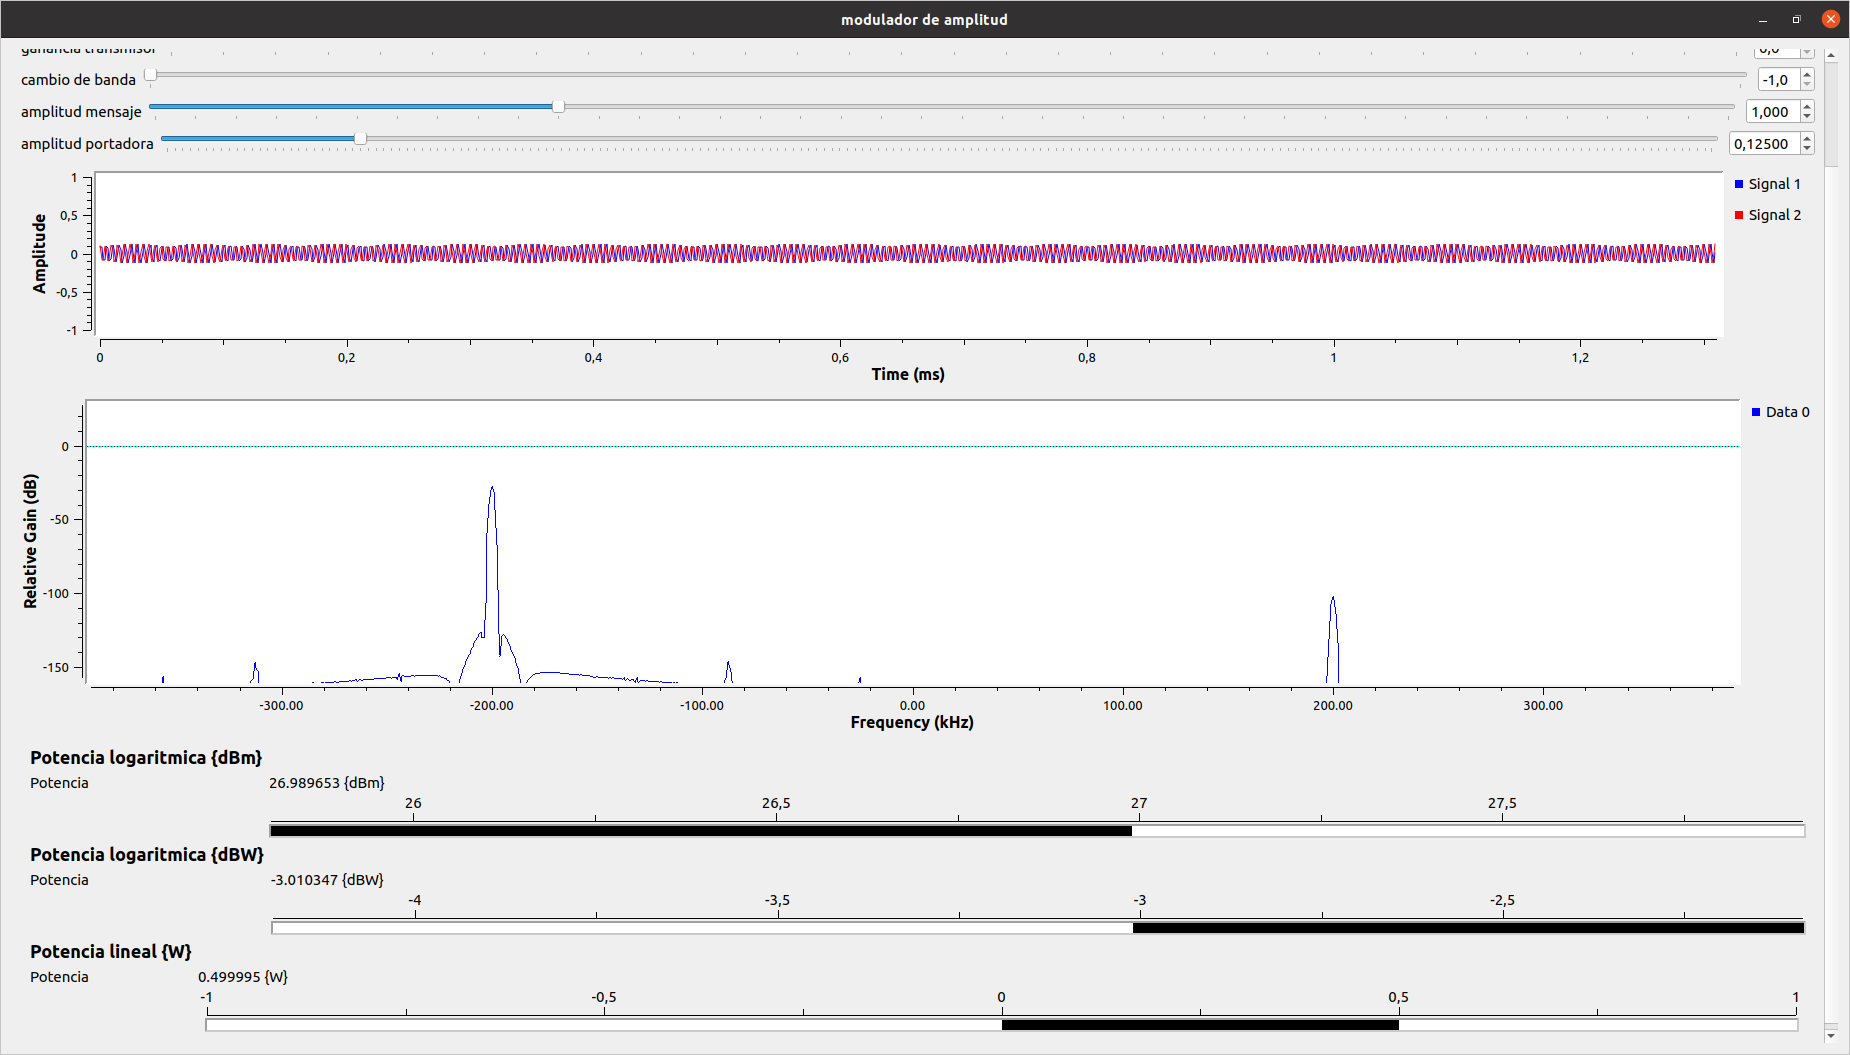 modulador de amplitud
ganancia transmisor 0,0
cambio de banda -1,0
amplitud mensaje 1,000
amplitud portadora 0,12500
1
0,5
0
-0,5
-1
Amplitude
Signal 1
Signal 2
0 0,2 0,4 0,6 0,8 1 1,2
Time (ms)
0
-50
-100
-150
Relative Gain (dB)
Data 0
-300.00 -200.00 -100.00 0.00 100.00 200.00 300.00
Frequency (kHz)
Potencia logaritmica {dBm}
Potencia 26.989653 {dBm}
26 26,5 27 27,5
Potencia logaritmica {dBW}
Potencia -3.010347 {dBW}
-4 -3,5 -3 -2,5
Potencia lineal {W}
Potencia 0.499995 {W}
-1 -0,5 0 0,5 1